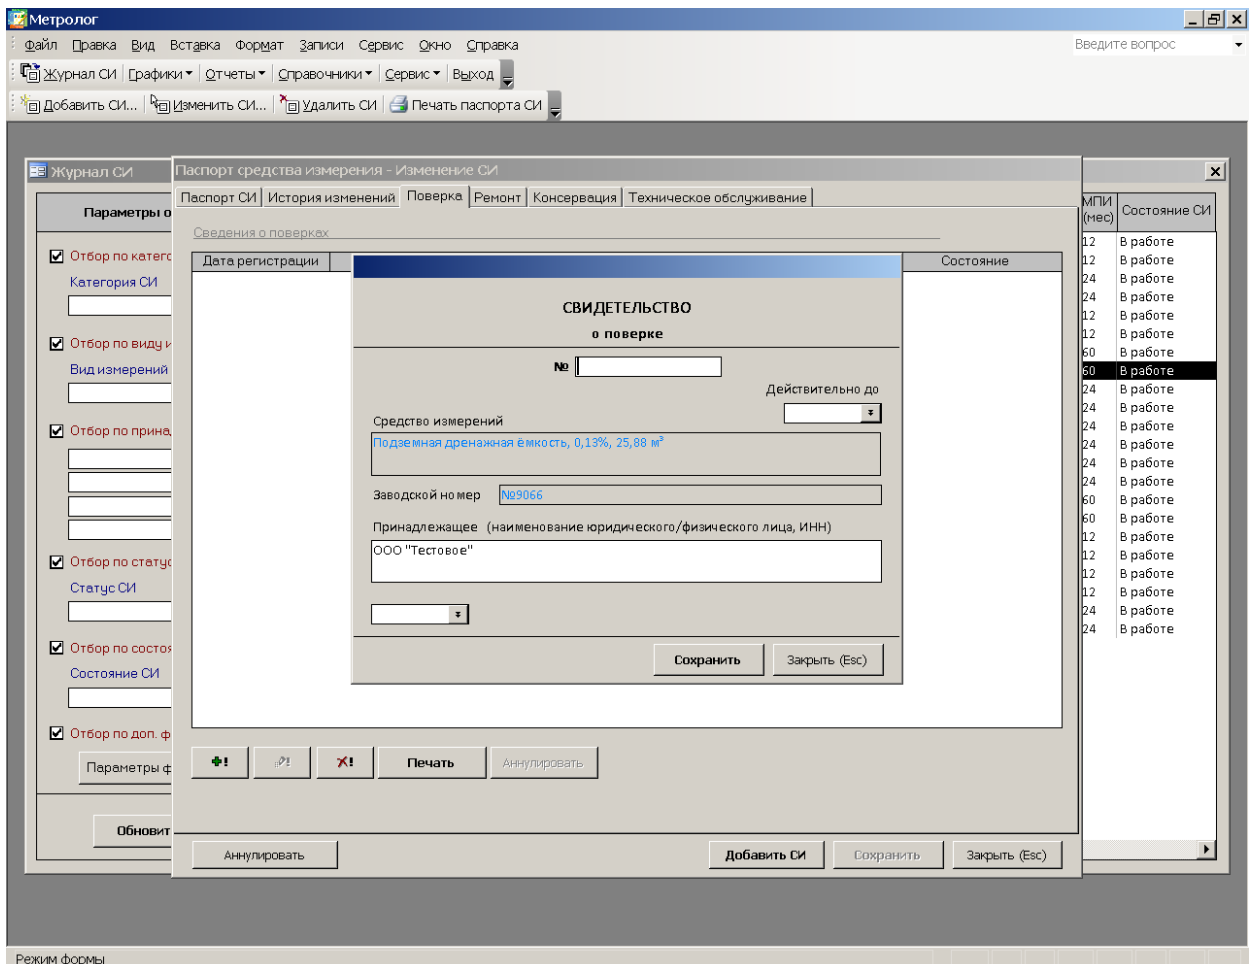 Метролог
Файл Правка Вид Вставка Формат Записи Сервис Окно Справка
Введите вопрос
Журнал СИ Графики Отчеты Справочники Сервис Выход
Добавить СИ... Изменить СИ... Удалить СИ Печать паспорта СИ
Журнал СИ
Паспорт средства измерения - Изменение СИ
Паспорт СИ История изменений Поверка Ремонт Консервация Техническое обслуживание
Параметры о
МПИ (мес) Состояние СИ
Сведения о поверках
Дата регистрации Состояние
Отбор по катего
Категория СИ
Отбор по виду и
Вид измерений
Отбор по прина
Отбор по статус
Статус СИ
Отбор по состоя
Состояние СИ
Отбор по доп. ф
Параметры ф
Обновит
СВИДЕТЕЛЬСТВО
о поверке
№
Действительно до
Средство измерений
Подземная дренажная ёмкость, 0,13%, 25,88 м³
Заводской номер №9066
Принадлежащее (наименование юридического/физического лица, ИНН)
ООО "Тестовое"
Сохранить Закрыть (Esc)
12 В работе
12 В работе
24 В работе
24 В работе
12 В работе
12 В работе
60 В работе
60 В работе
24 В работе
24 В работе
24 В работе
24 В работе
24 В работе
24 В работе
60 В работе
60 В работе
12 В работе
12 В работе
12 В работе
12 В работе
24 В работе
24 В работе
Печать Аннулировать
Аннулировать Добавить СИ Сохранить Закрыть (Esc)
Режим формы